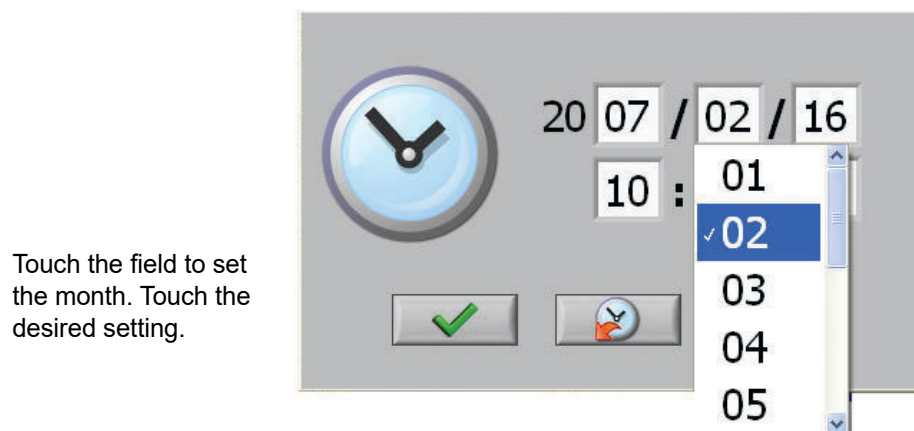 20 07 / 02 / 16
10 :
01
✓02
03
04
05
Touch the field to set
the month. Touch the
desired setting.